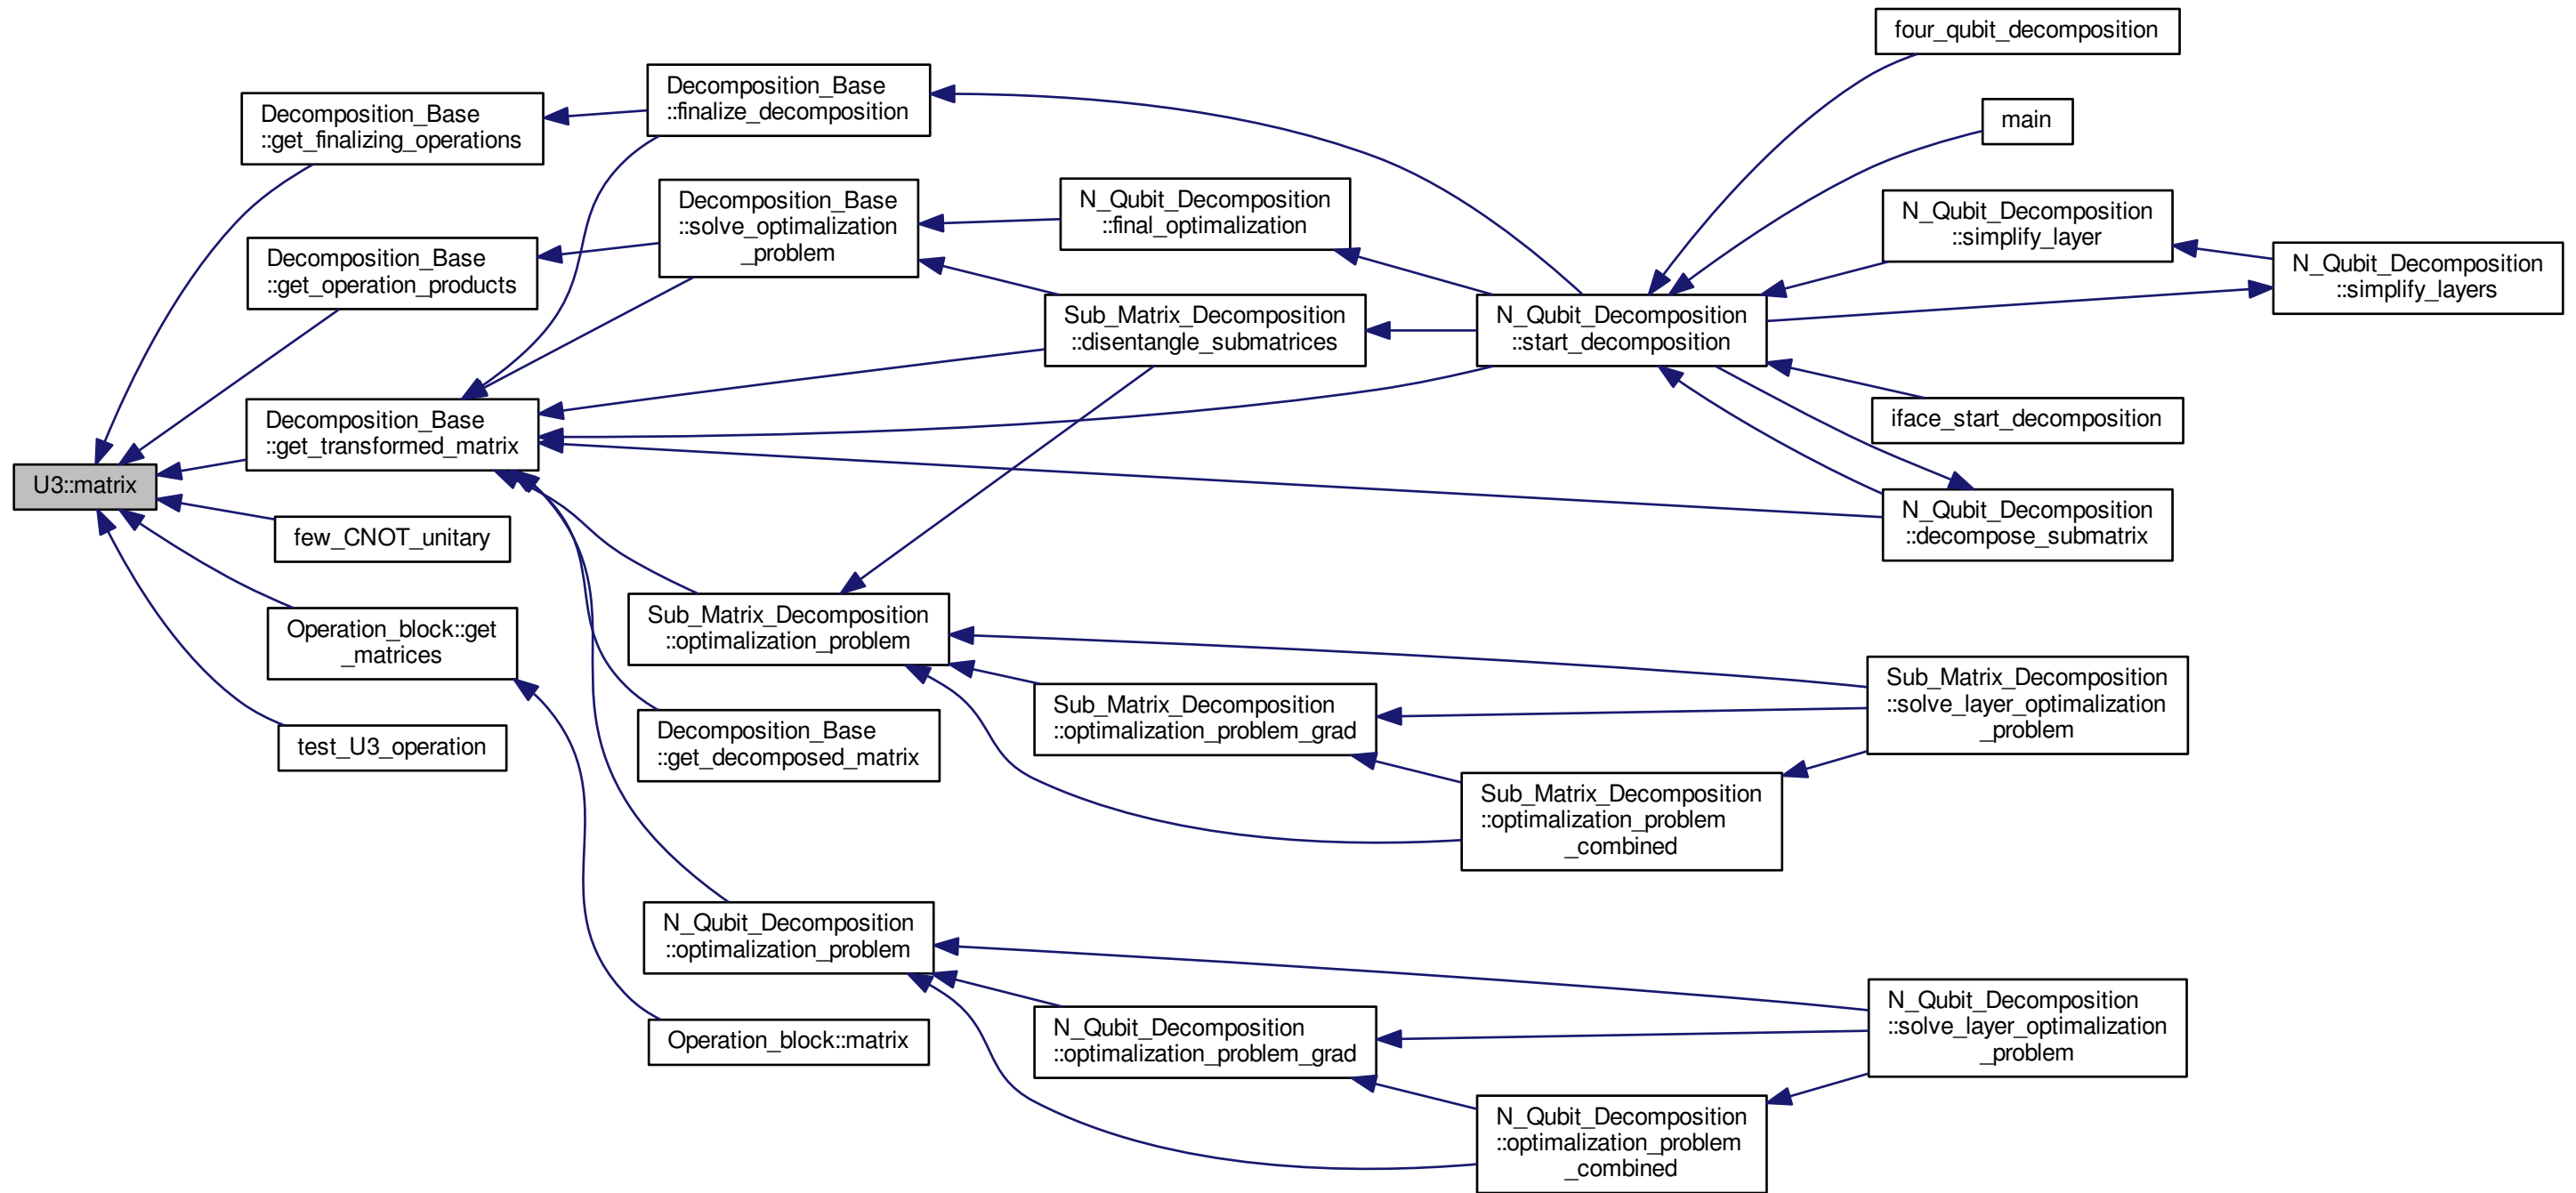 U3::matrix
Decomposition_Base
::get_finalizing_operations
Decomposition_Base
::get_operation_products
Decomposition_Base
::get_transformed_matrix
few_CNOT_unitary
Operation_block::get
_matrices
test_U3_operation
Decomposition_Base
::finalize_decomposition
Decomposition_Base
::solve_optimalization
_problem
Sub_Matrix_Decomposition
::optimalization_problem
Decomposition_Base
::get_decomposed_matrix
N_Qubit_Decomposition
::optimalization_problem
Operation_block::matrix
N_Qubit_Decomposition
::final_optimalization
Sub_Matrix_Decomposition
::disentangle_submatrices
Sub_Matrix_Decomposition
::optimalization_problem_grad
N_Qubit_Decomposition
::optimalization_problem_grad
N_Qubit_Decomposition
::start_decomposition
Sub_Matrix_Decomposition
::optimalization_problem
_combined
N_Qubit_Decomposition
::optimalization_problem
_combined
four_qubit_decomposition
main
N_Qubit_Decomposition
::simplify_layer
iface_start_decomposition
N_Qubit_Decomposition
::decompose_submatrix
Sub_Matrix_Decomposition
::solve_layer_optimalization
_problem
N_Qubit_Decomposition
::solve_layer_optimalization
_problem
N_Qubit_Decomposition
::simplify_layers